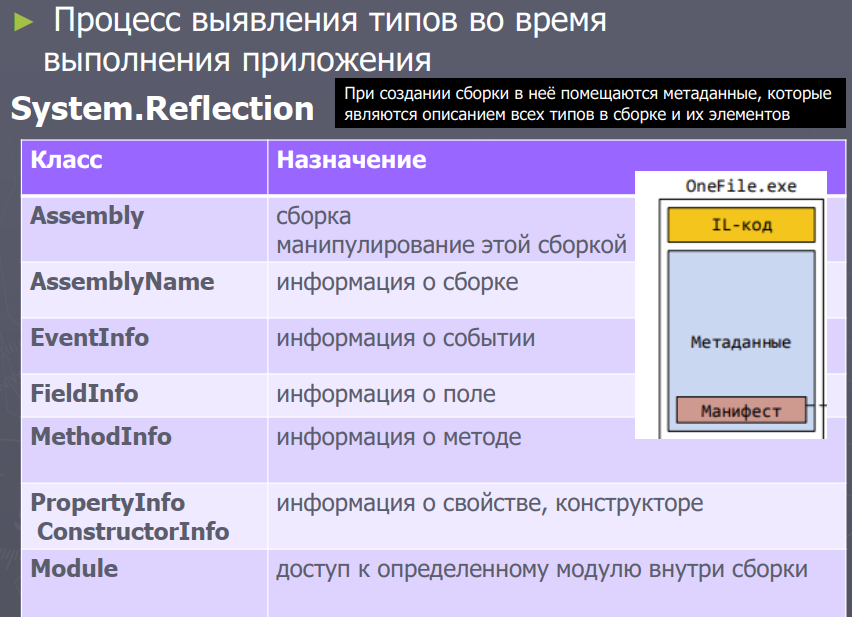 Процесс выявления типов во время
выполнения приложения
System.Reflection
При создании сборки в неё помещаются метаданные, которые
являются описанием всех типов в сборке и их элементов
Класс
Назначение
Assembly
сборка
манипулирование этой сборкой
AssemblyName
информация о сборке
EventInfo
информация о событии
FieldInfo
информация о поле
MethodInfo
информация о методе
PropertyInfo
ConstructorInfo
информация о свойстве, конструкторе
Module
доступ к определенному модулю внутри сборки
OneFile.exe
IL-код
Метаданные
Манифест